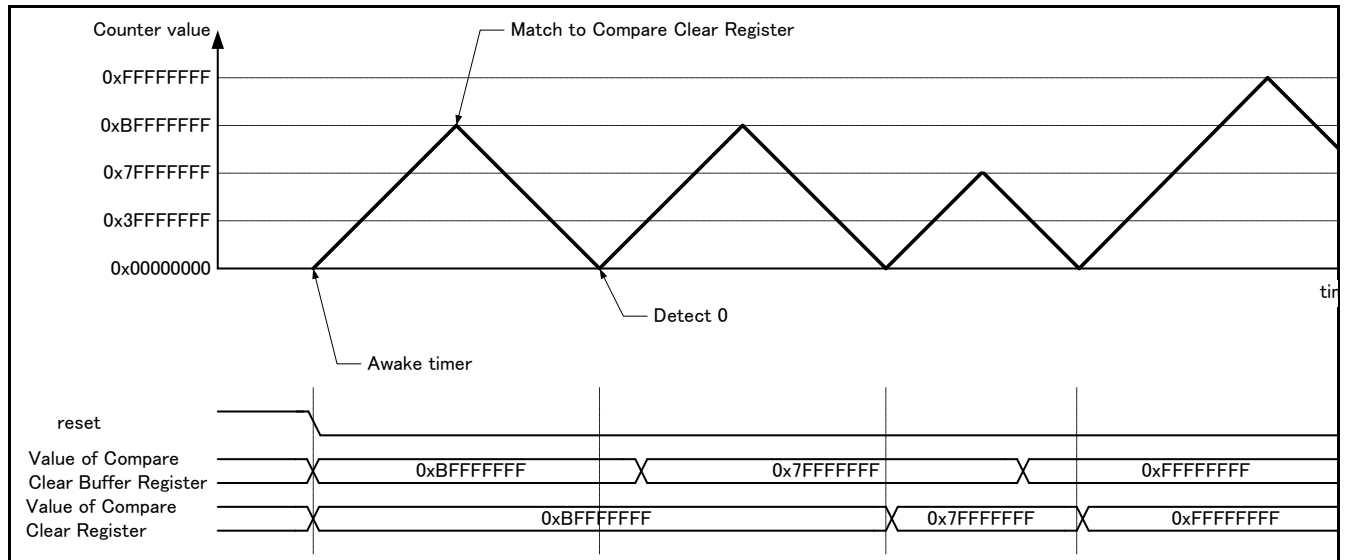 Counter value
Match to Compare Clear Register
0xFFFFFFFF
0xBFFFFFFF
0x7FFFFFFF
0x3FFFFFFF
0x00000000
Detect 0
Awake timer
reset
Value of Compare
Clear Buffer Register
0xBFFFFFFF
0x7FFFFFFF
0xFFFFFFFF
Value of Compare
Clear Register
0xBFFFFFFF
0x7FFFFFFF
0xFFFFFFFF